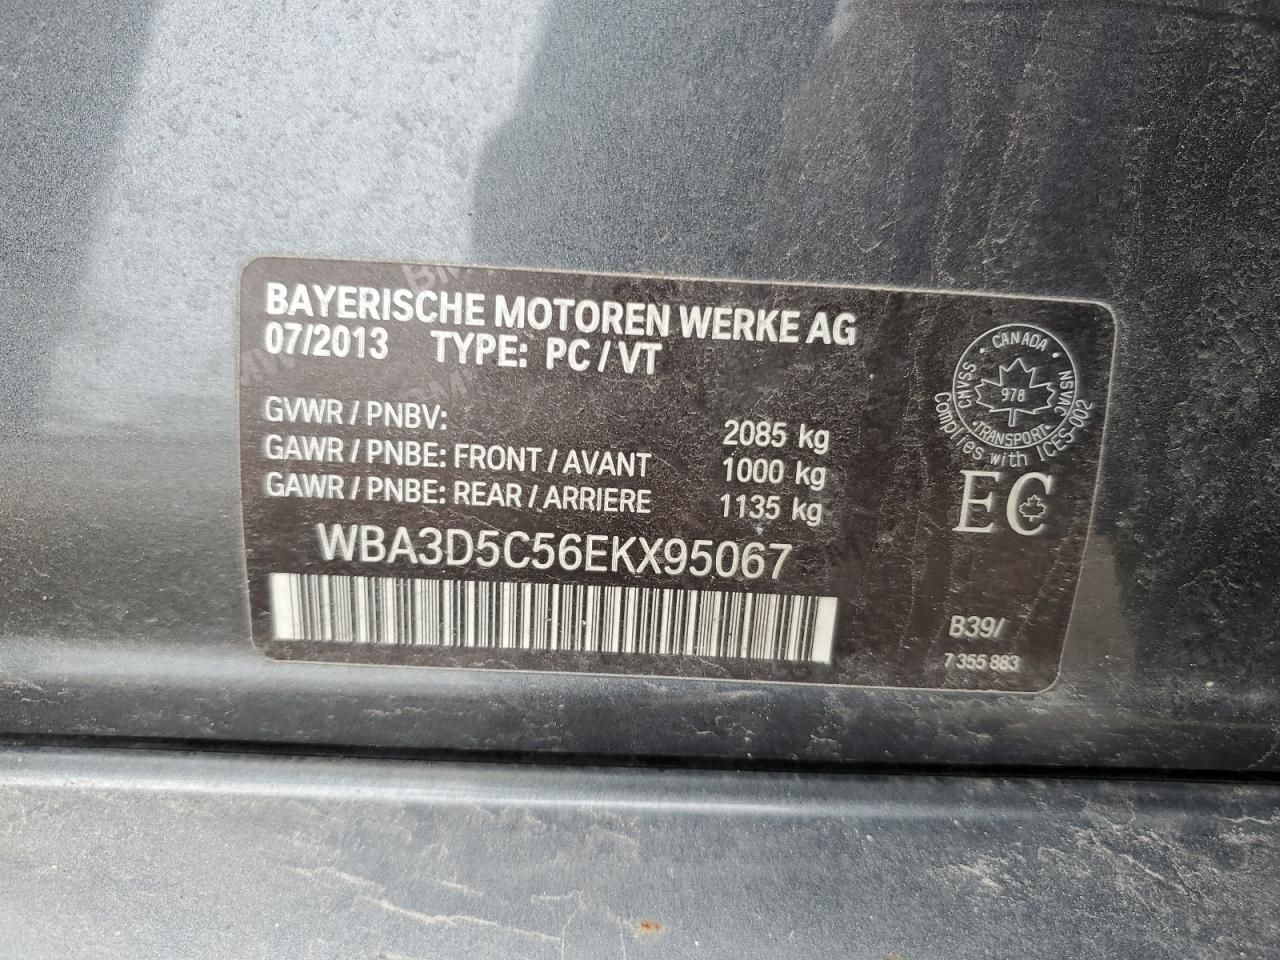 BAYERISCHE MOTOREN WERKE AG
07/2013 TYPE: PC / VT
GVWR / PNBV: 2085 kg
GAWR / PNBE: FRONT / AVANT 1000 kg
GAWR / PNBE: REAR / ARRIERE 1135 kg
WBA3D5C56EKX95067
CMVSS • CANADA • NSVAC
978
• TRANSPORT •
Complies with ICES-002
EC
B39/
7 355 883